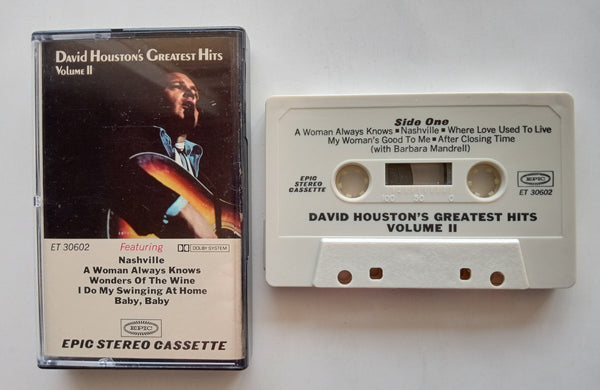 David Houston's Greatest Hits
Volume II
ET 30602
Featuring
DOLBY SYSTEM
Nashville
A Woman Always Knows
Wonders Of The Wine
I Do My Swinging At Home
Baby, Baby
EPIC
EPIC STEREO CASSETTE
Side One
A Woman Always Knows ▪ Nashville ▪ Where Love Used To Live
My Woman's Good To Me ▪ After Closing Time
(with Barbara Mandrell)
EPIC
STEREO
CASSETTE
100 50 0
EPIC
ET 30602
DAVID HOUSTON'S GREATEST HITS
VOLUME II